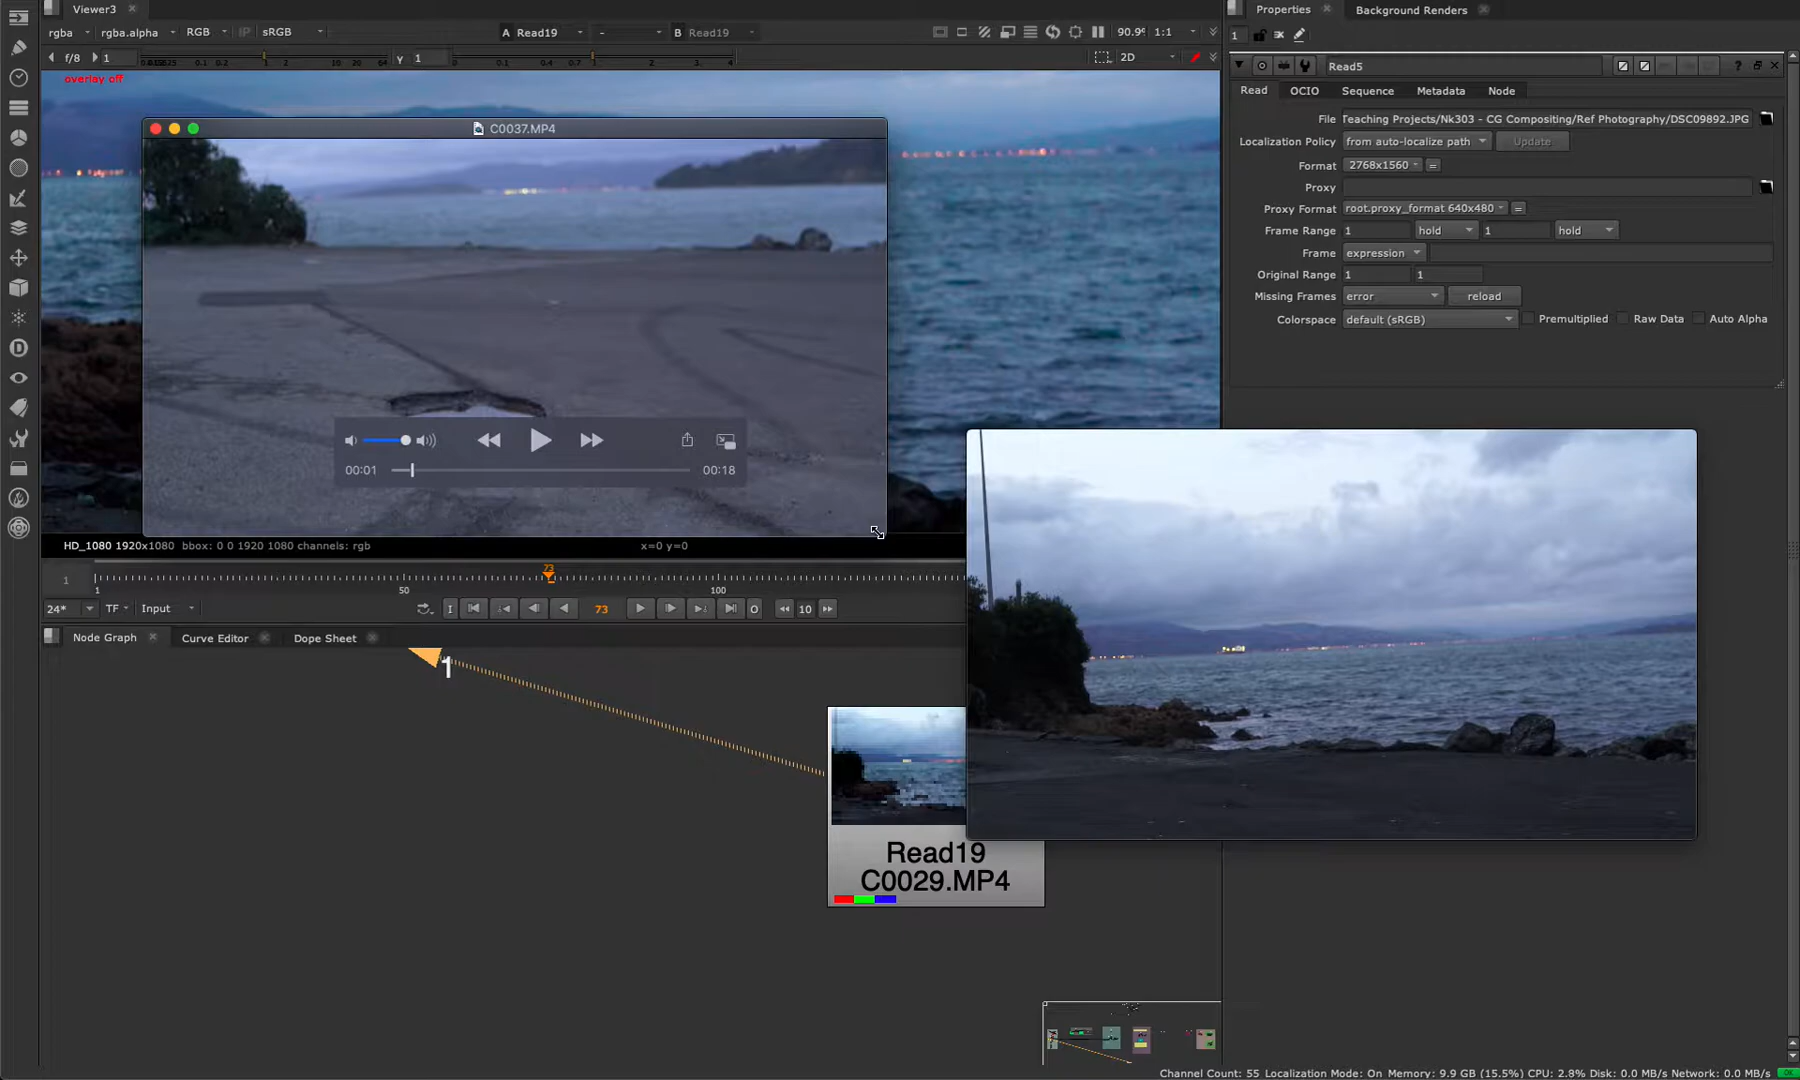 Viewer3
rgba rgba.alpha RGB IP sRGB A Read19 - B Read19 90.9% 1:1
f/8 1 Y 1 2D
overlay off
C0037.MP4
00:01 00:18
HD_1080 1920x1080 bbox: 0 0 1920 1080 channels: rgb x=0 y=0
73
1 1 50 100
24* TF Input I 73 O 10
Node Graph Curve Editor Dope Sheet
1
Read19
C0029.MP4
Properties Background Renders
1
Read5
?
Read OCIO Sequence Metadata Node
File Teaching Projects/Nk303 - CG Compositing/Ref Photography/DSC09892.JPG
Localization Policy from auto-localize path Update
Format 2768x1560 =
Proxy
Proxy Format root.proxy_format 640x480 =
Frame Range 1 hold 1 hold
Frame expression
Original Range 1 1
Missing Frames error reload
Colorspace default (sRGB) Premultiplied Raw Data Auto Alpha
Channel Count: 55 Localization Mode: On Memory: 9.9 GB (15.5%) CPU: 2.8% Disk: 0.0 MB/s Network: 0.0 MB/s